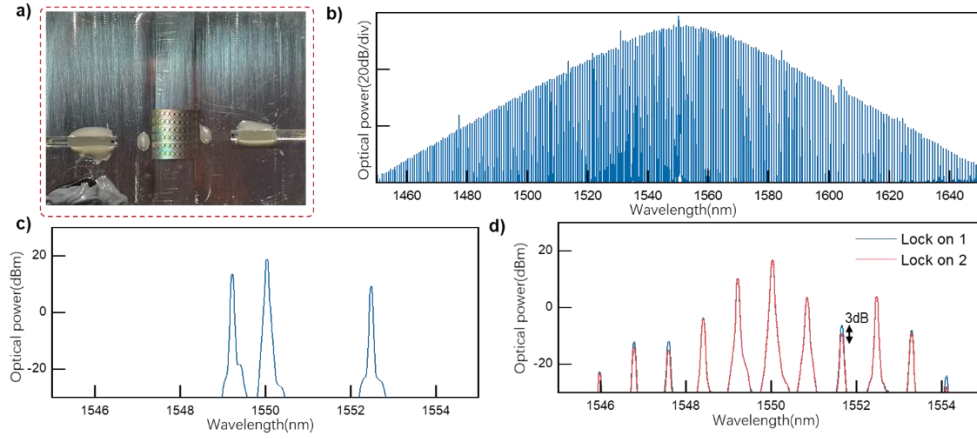 a)
b)
Optical power(20dB/div)
1460 1480 1500 1520 1540 1560 1580 1600 1620 1640
Wavelength(nm)
c)
Optical power(dBm)
20
0
-20
1546 1548 1550 1552 1554
Wavelength(nm)
d)
Optical power(dBm)
20
0
-20
Lock on 1
Lock on 2
3dB
1546 1548 1550 1552 1554
Wavelength(nm)